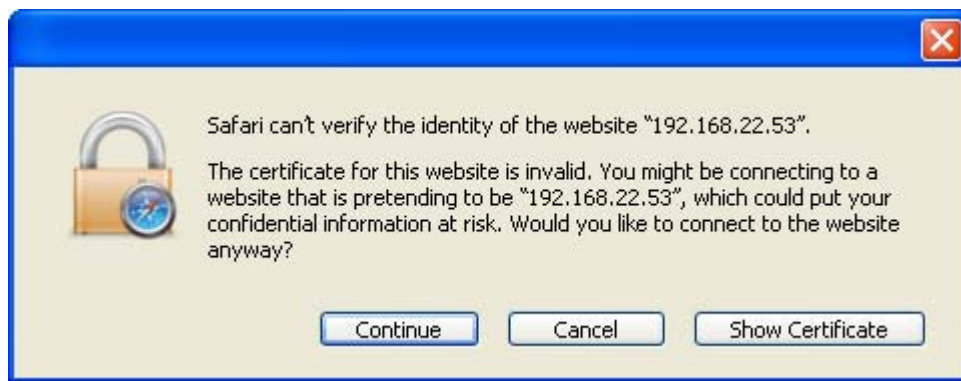 Safari can't verify the identity of the website "192.168.22.53".
The certificate for this website is invalid. You might be connecting to a
website that is pretending to be "192.168.22.53", which could put your
confidential information at risk. Would you like to connect to the website
anyway?
Continue Cancel Show Certificate